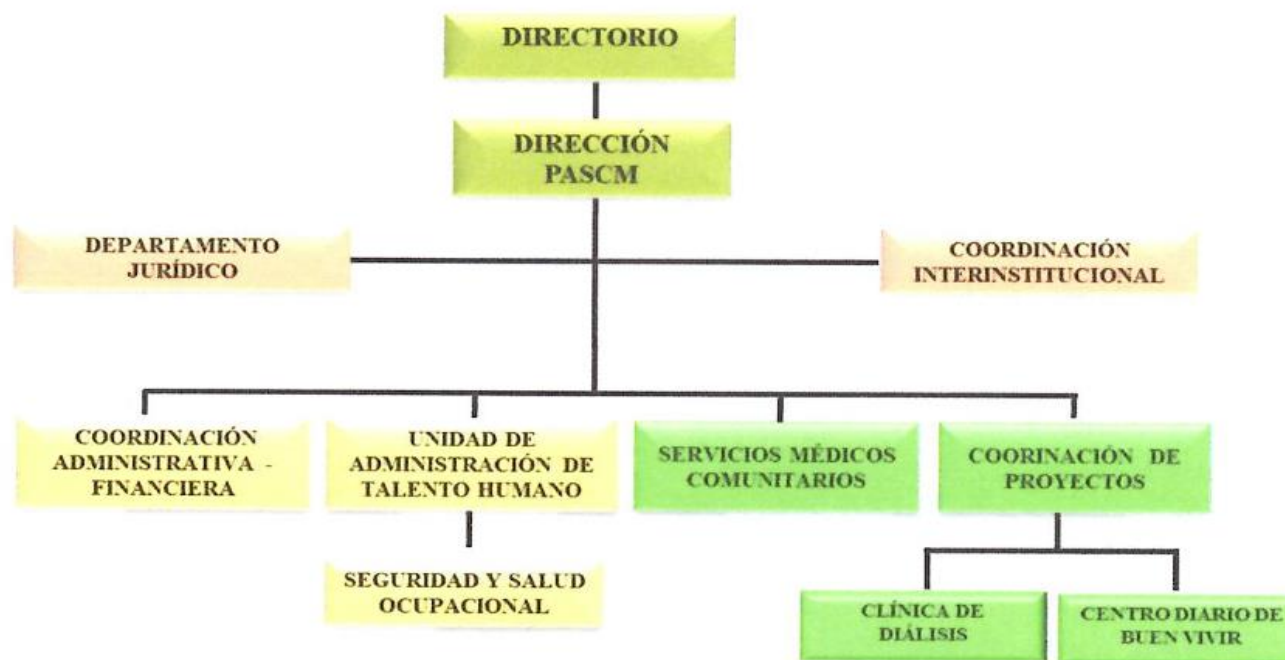 DIRECTORIO
DIRECCIÓN
PASCM
DEPARTAMENTO
JURÍDICO
COORDINACIÓN
INTERINSTITUCIONAL
COORDINACIÓN
ADMINISTRATIVA -
FINANCIERA
UNIDAD DE
ADMINISTRACIÓN DE
TALENTO HUMANO
SERVICIOS MÉDICOS
COMUNITARIOS
COORINACIÓN DE
PROYECTOS
SEGURIDAD Y SALUD
OCUPACIONAL
CLÍNICA DE
DIÁLISIS
CENTRO DIARIO DE
BUEN VIVIR